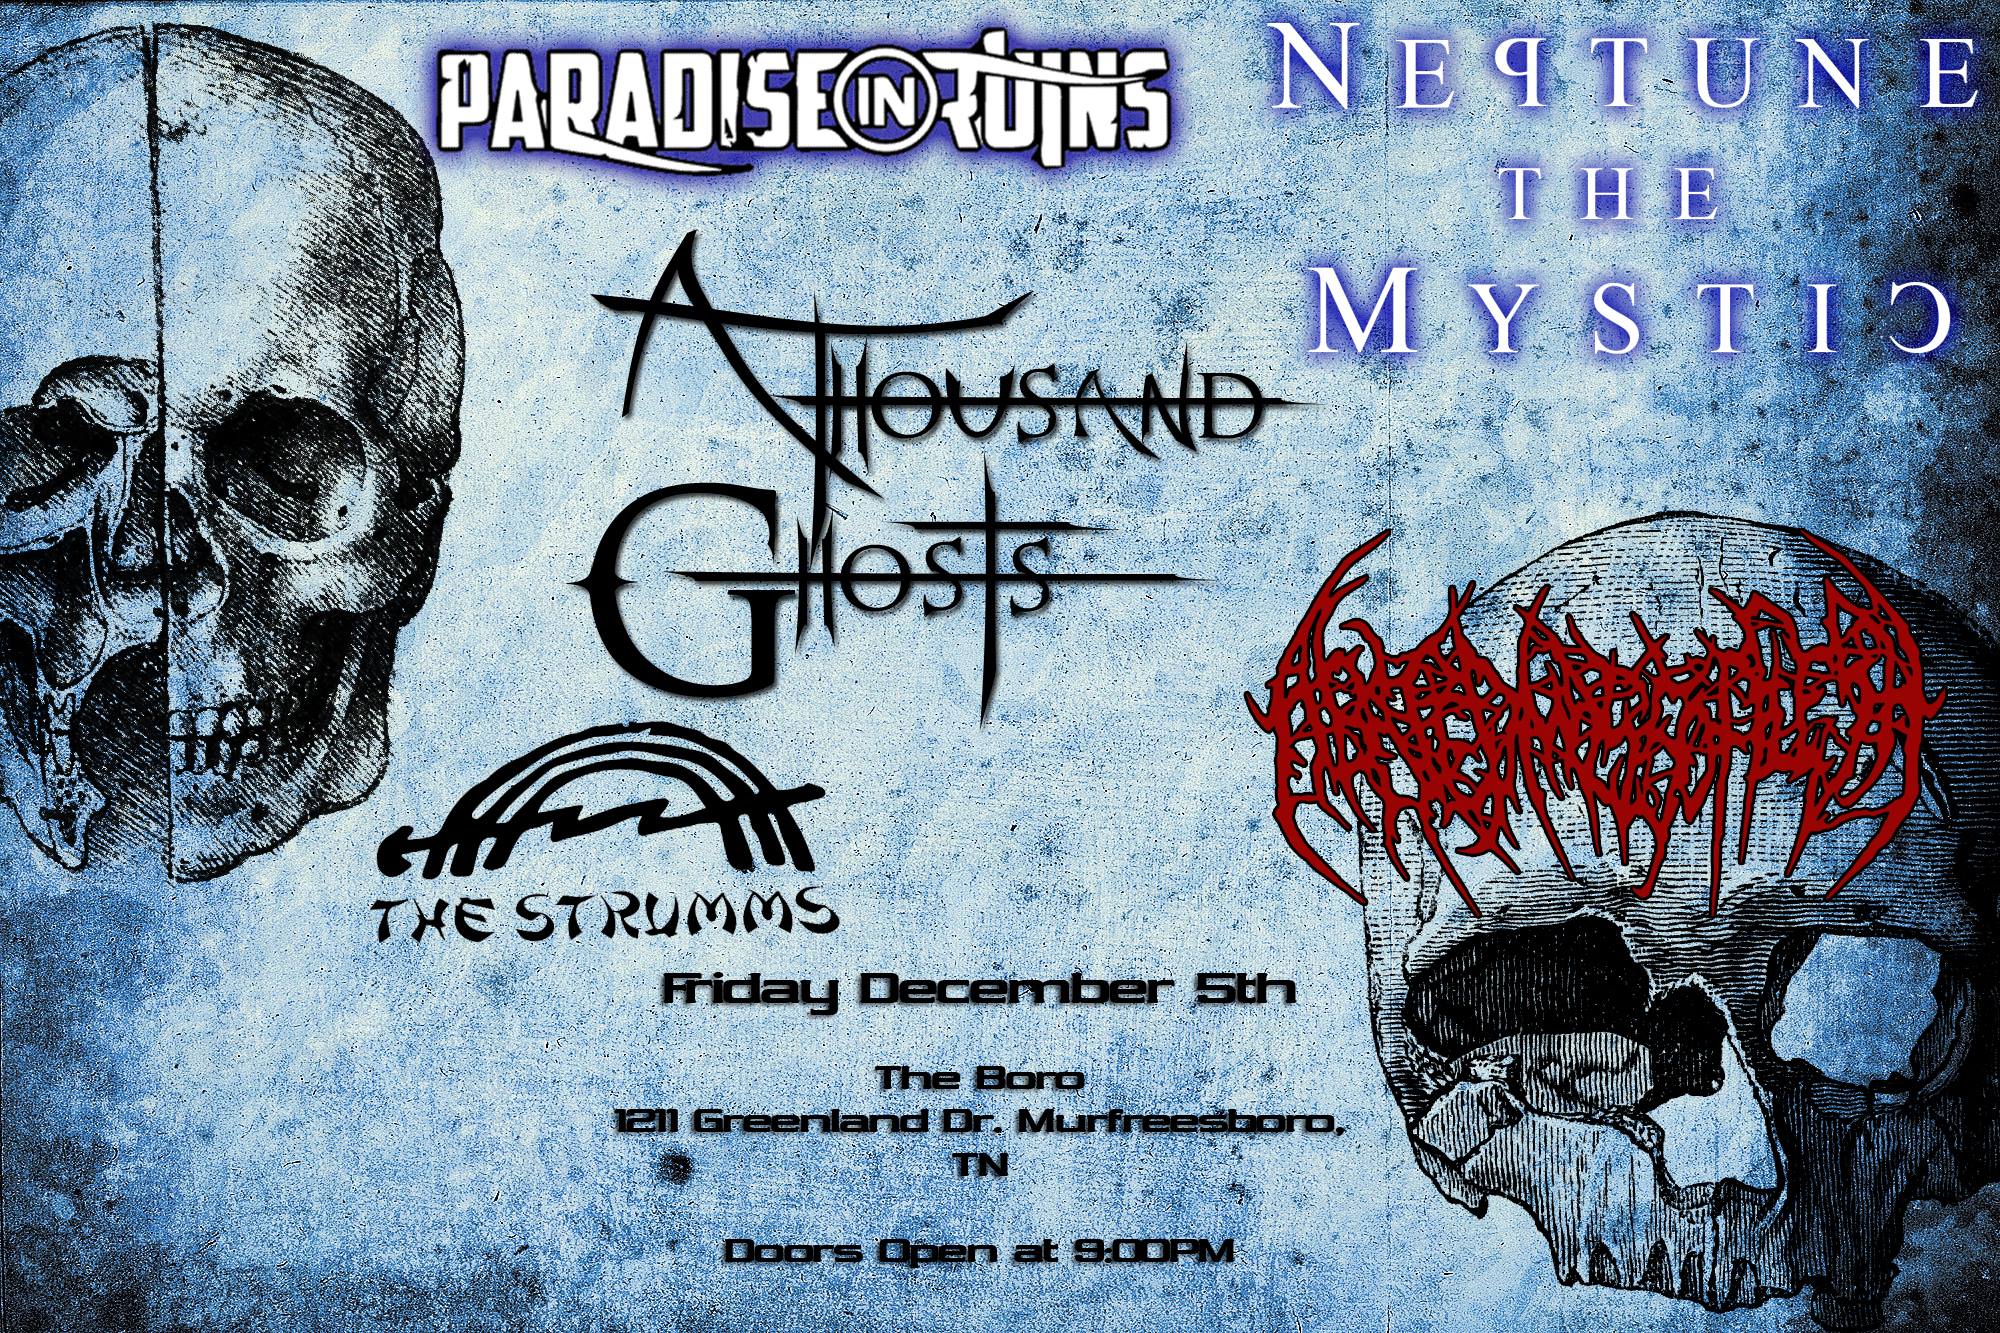 PARADISE IN RUINS
NEPTUNE
THE
MYSTIC
A THOUSAND
GHOSTS
THE STRUMMS
Friday December 5th
The Boro
1211 Greenland Dr. Murfreesboro,
TN
Doors Open at 9:00PM